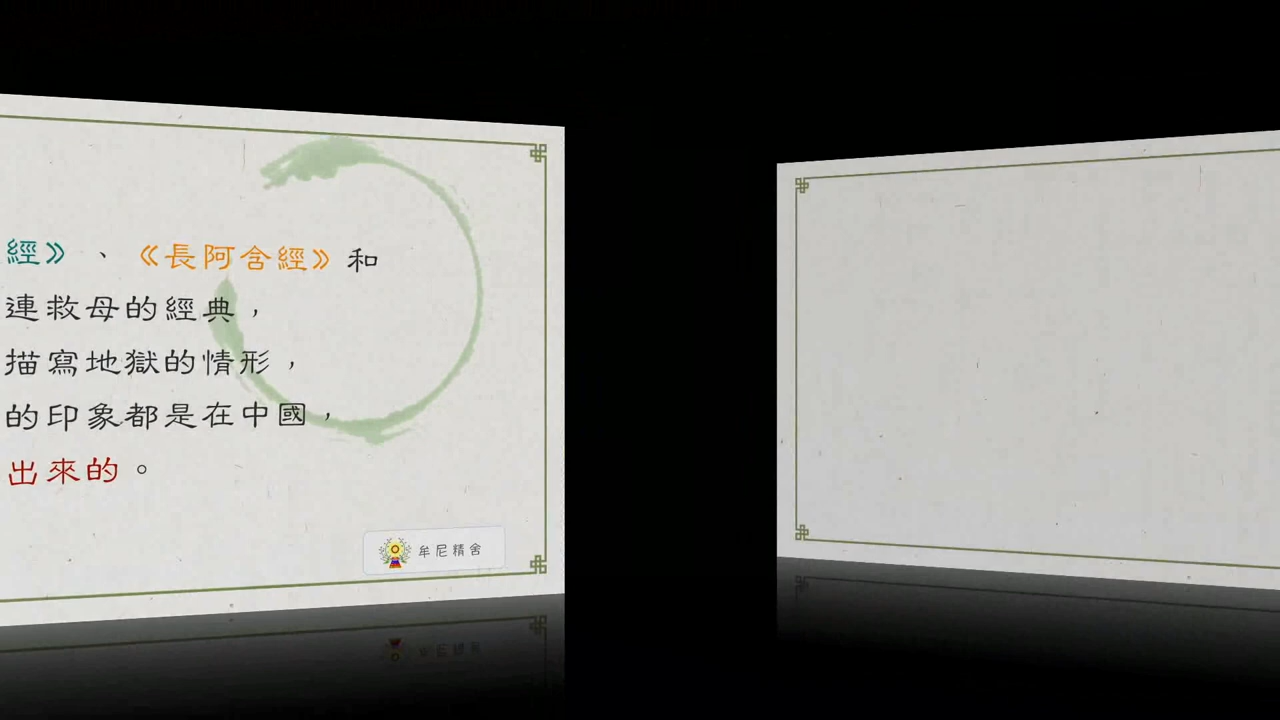 經》、《長阿含經》和
連救母的經典，
描寫地獄的情形，
的印象都是在中國，
出來的。
牟尼精舍